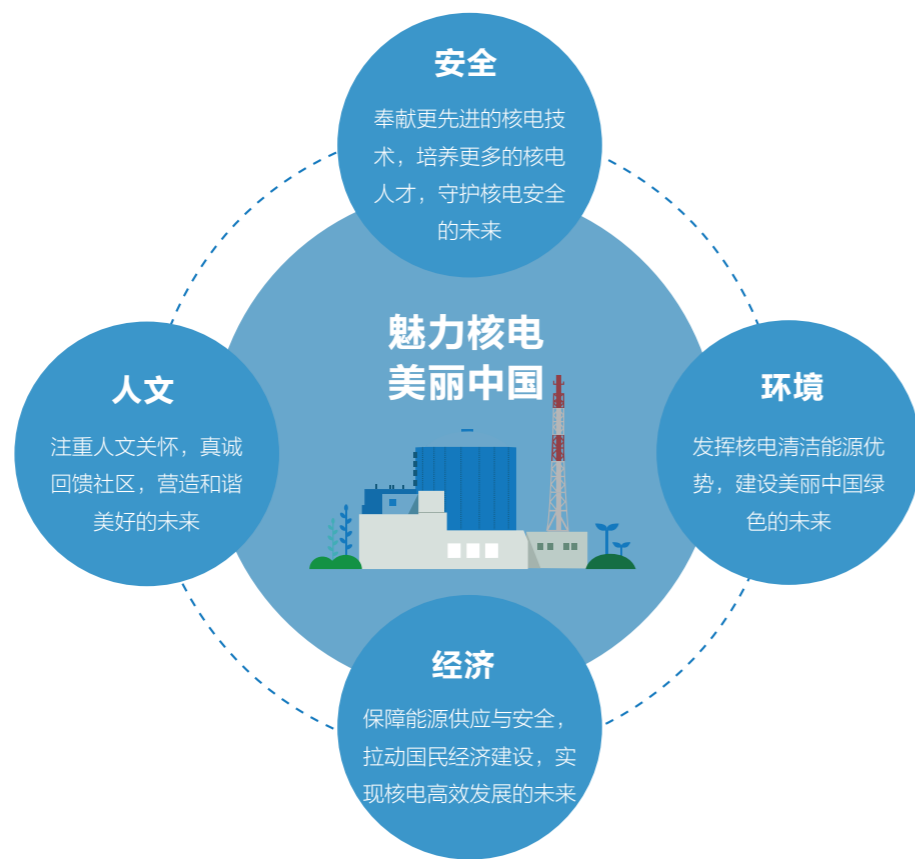 安全
奉献更先进的核电技
术，培养更多的核电
人才，守护核电安全
的未来
魅力核电
美丽中国
人文
注重人文关怀，真诚
回馈社区，营造和谐
美好的未来
环境
发挥核电清洁能源优
势，建设美丽中国绿
色的未来
经济
保障能源供应与安全，
拉动国民经济建设，实
现核电高效发展的未来